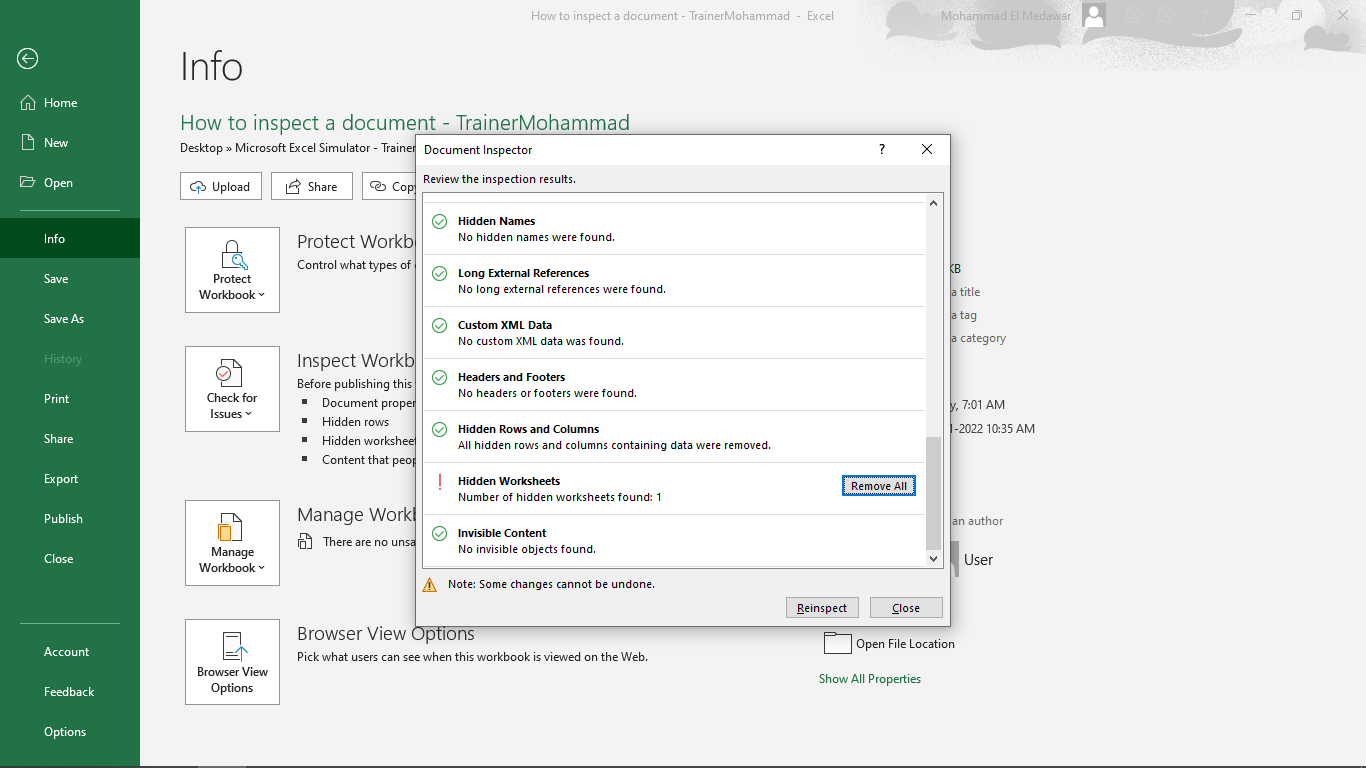 How to inspect a document - TrainerMohammad - Excel
Mohammad El Medawar
Home
New
Open
Info
Save
Save As
History
Print
Share
Export
Publish
Close
Account
Feedback
Options
Info
How to inspect a document - TrainerMohammad
Desktop » Microsoft Excel Simulator - Trainer
Upload
Share
Copy
Protect Workbook
Protect Workbo
Control what types of
Check for Issues
Inspect Workb
Before publishing this
Document proper
Hidden rows
Hidden worksheet
Content that peop
Manage Workbook
Manage Workb
There are no unsa
Browser View Options
Browser View Options
Pick what users can see when this workbook is viewed on the Web.
Document Inspector
?
Review the inspection results.
Hidden Names
No hidden names were found.
Long External References
No long external references were found.
Custom XML Data
No custom XML data was found.
Headers and Footers
No headers or footers were found.
Hidden Rows and Columns
All hidden rows and columns containing data were removed.
Hidden Worksheets
Number of hidden worksheets found: 1
Remove All
Invisible Content
No invisible objects found.
Note: Some changes cannot be undone.
Reinspect
Close
KB
a title
a tag
a category
y, 7:01 AM
1-2022 10:35 AM
an author
User
Open File Location
Show All Properties